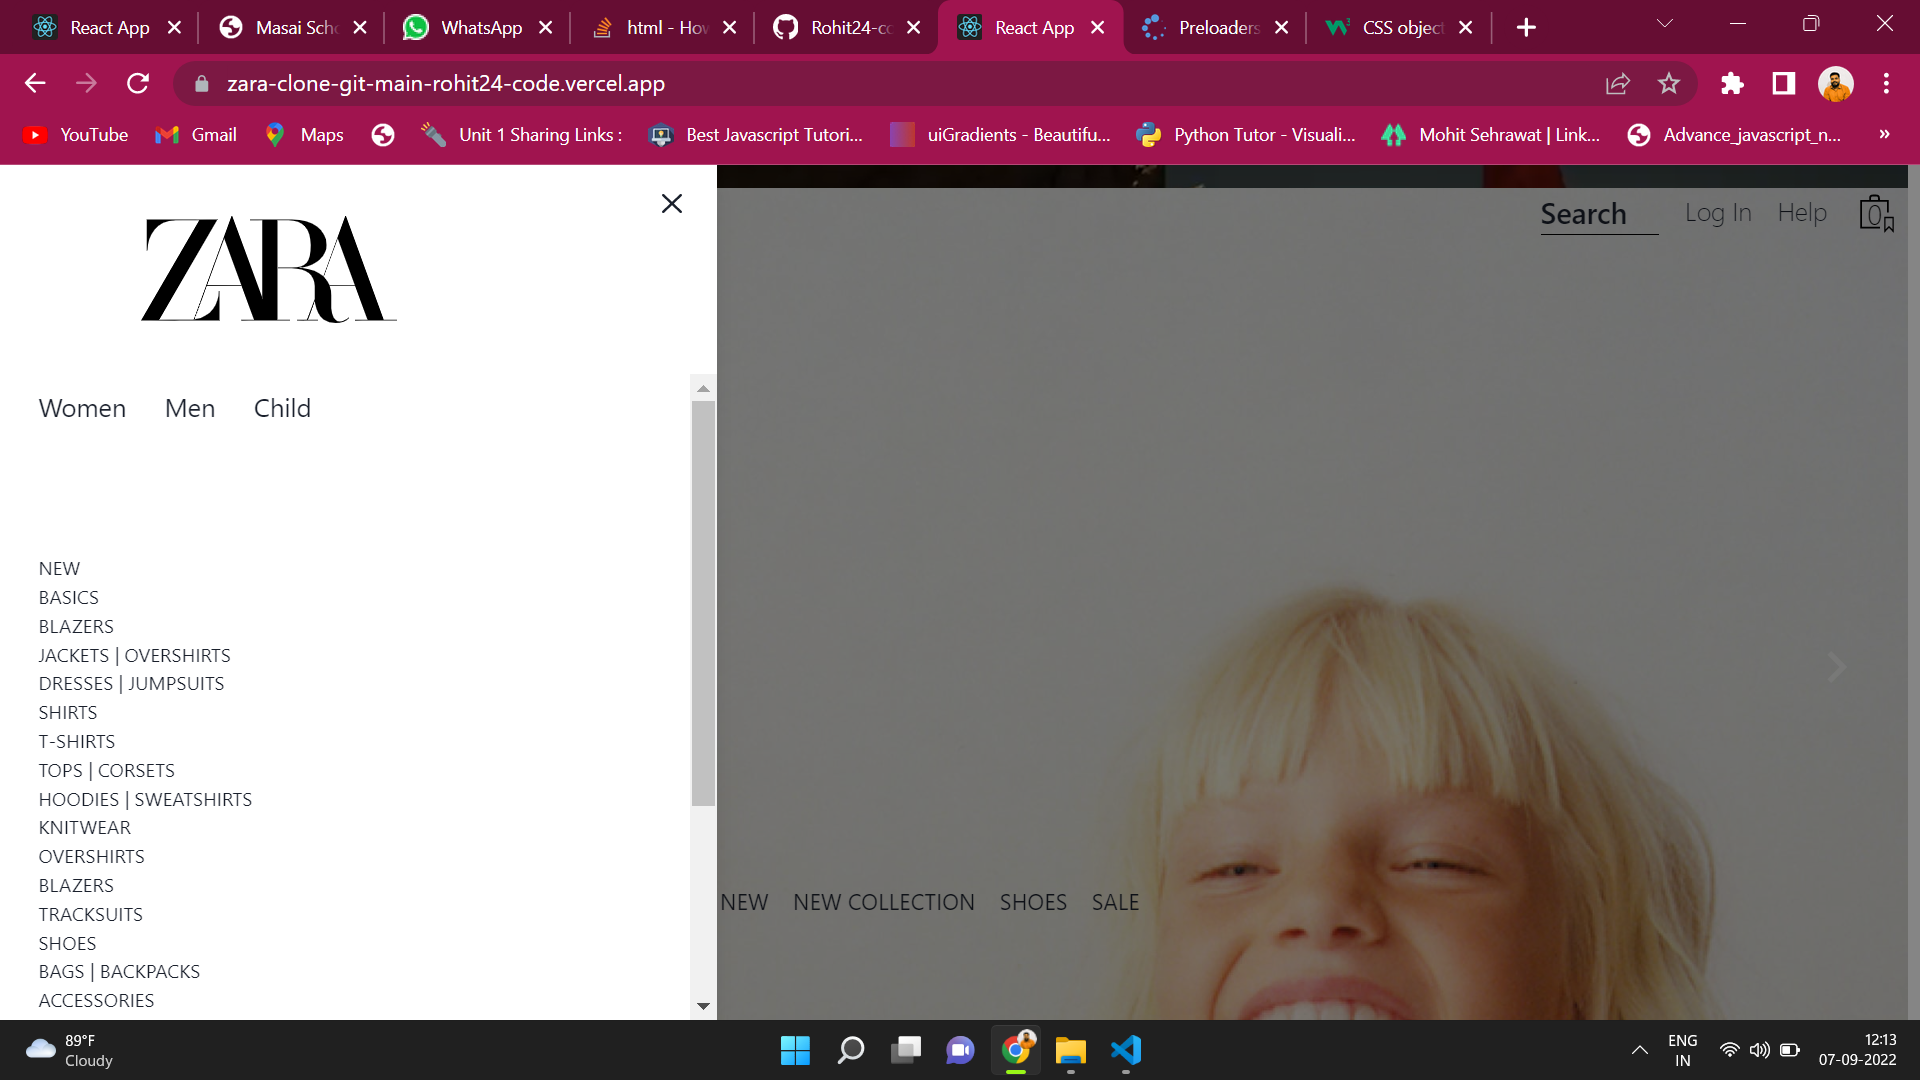 React App
Masai Scho
WhatsApp
html - How
Rohit24-co
React App
Preloaders
CSS object
zara-clone-git-main-rohit24-code.vercel.app
YouTube
Gmail
Maps
Unit 1 Sharing Links :
Best Javascript Tutori...
uiGradients - Beautifu...
Python Tutor - Visuali...
Mohit Sehrawat | Link...
Advance_javascript_n...
»
ZARA
Search
Log In
Help
0
Women
Men
Child
NEW
BASICS
BLAZERS
JACKETS | OVERSHIRTS
DRESSES | JUMPSUITS
SHIRTS
T-SHIRTS
TOPS | CORSETS
HOODIES | SWEATSHIRTS
KNITWEAR
OVERSHIRTS
BLAZERS
TRACKSUITS
SHOES
BAGS | BACKPACKS
ACCESSORIES
NEW
NEW COLLECTION
SHOES
SALE
89°F
Cloudy
ENG
IN
12:13
07-09-2022